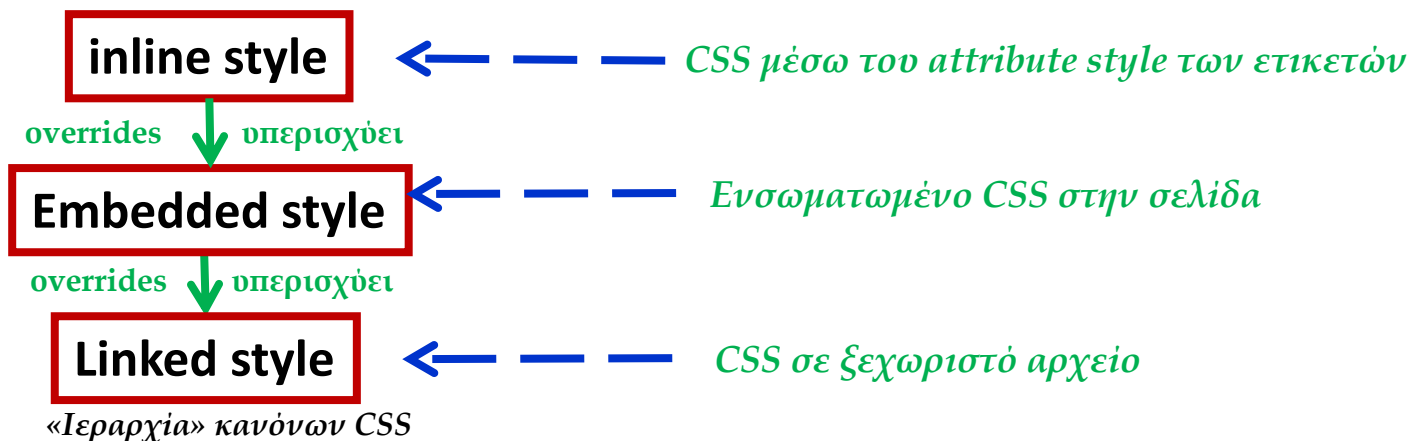 inline style
CSS μέσω του attribute style των ετικετών
overrides υπερισχύει
Embedded style
Ενσωματωμένο CSS στην σελίδα
overrides υπερισχύει
Linked style
CSS σε ξεχωριστό αρχείο
«Ιεραρχία» κανόνων CSS